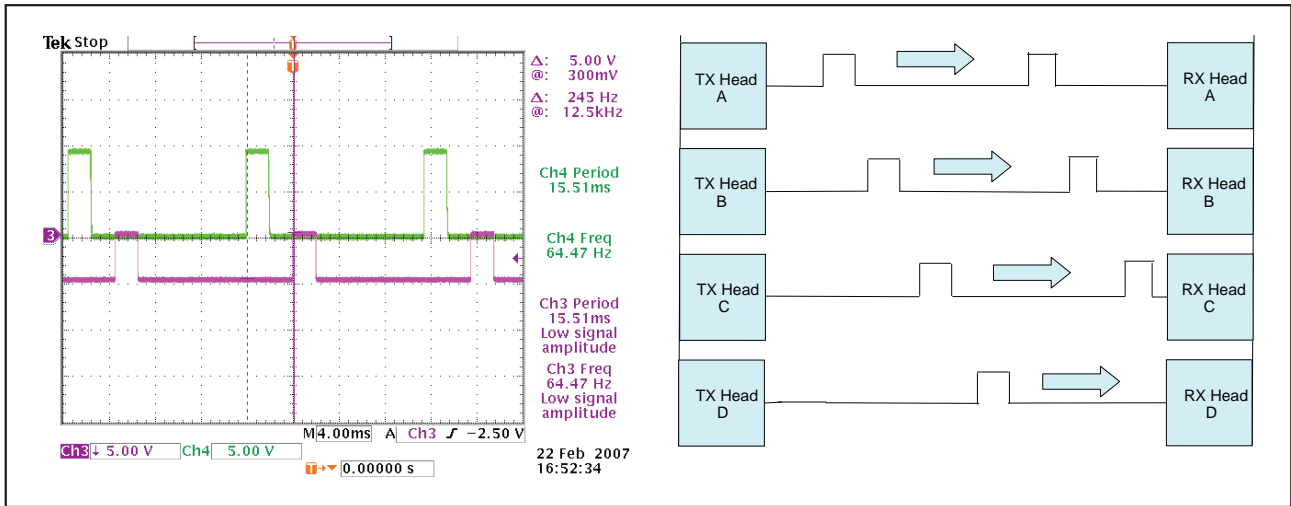 Tek Stop
T
T
Δ: 5.00 V
@: 300mV
Δ: 245 Hz
@: 12.5kHz
Ch4 Period
15.51ms
3
Ch4 Freq
64.47 Hz
Ch3 Period
15.51ms
Low signal
amplitude
Ch3 Freq
64.47 Hz
Low signal
amplitude
M 4.00ms A Ch3 ʃ −2.50 V
Ch3 ↓ 5.00 V Ch4 5.00 V
T→▼ 0.00000 s
22 Feb 2007
16:52:34
TX Head
A
RX Head
A
TX Head
B
RX Head
B
TX Head
C
RX Head
C
TX Head
D
RX Head
D